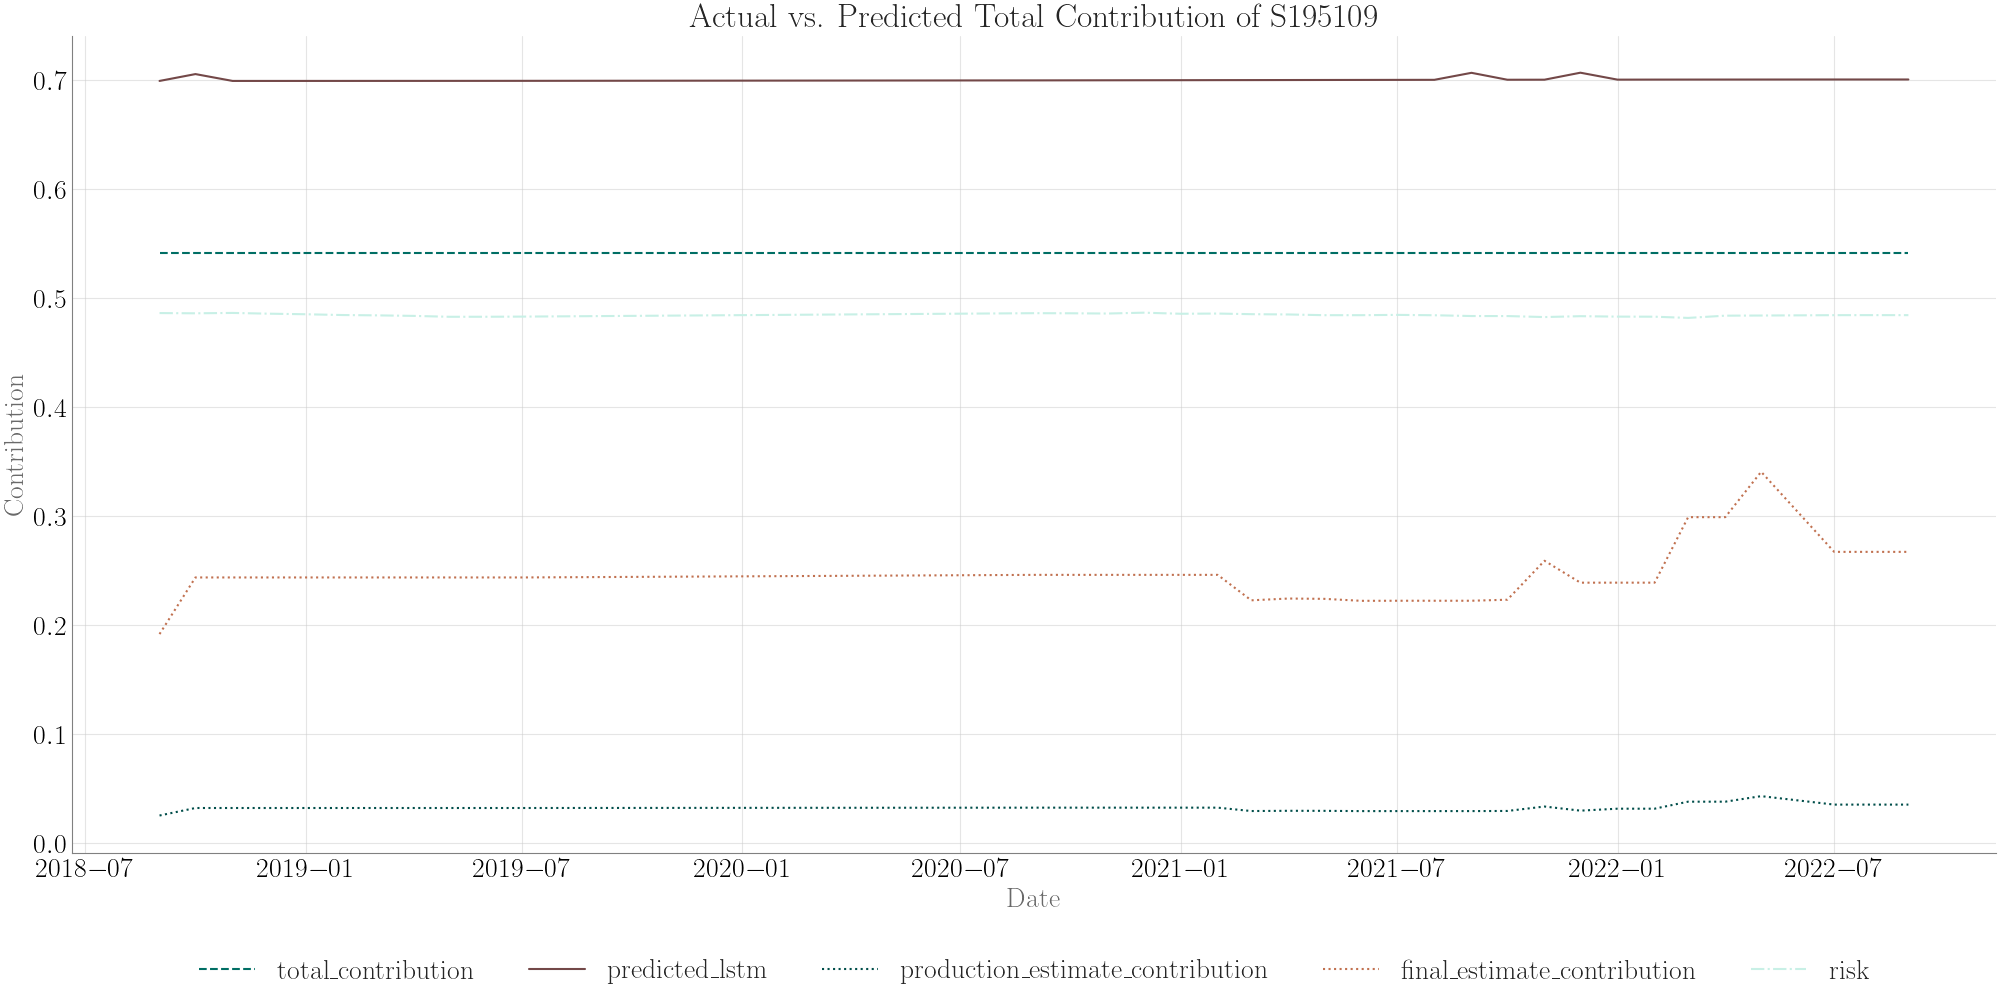 Actual vs. Predicted Total Contribution of S195109
Contribution
0.7
0.6
0.5
0.4
0.3
0.2
0.1
0.0
2018−07 2019−01 2019−07 2020−01 2020−07 2021−01 2021−07 2022−01 2022−07
Date
total_contribution predicted_lstm production_estimate_contribution final_estimate_contribution risk